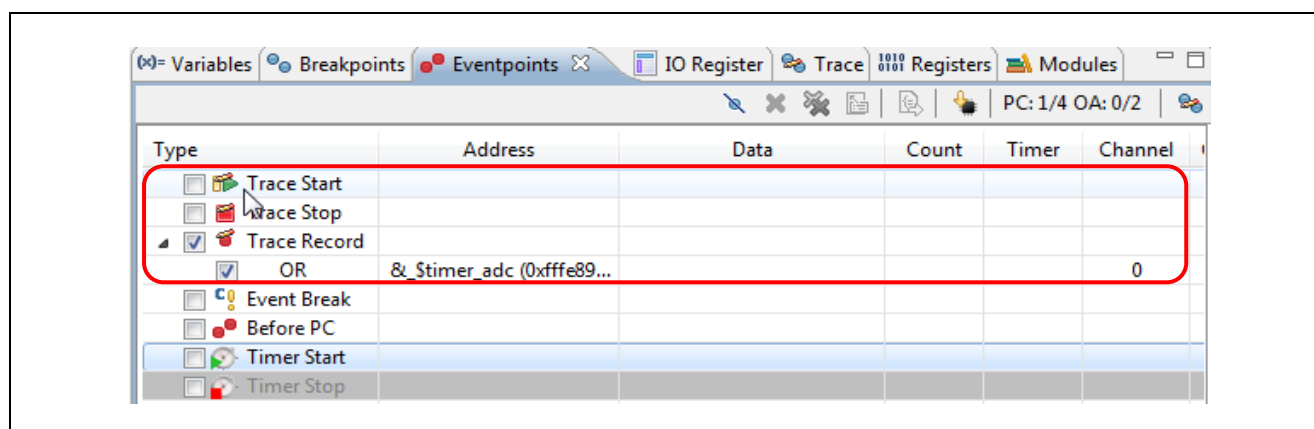 (x)= Variables Breakpoints Eventpoints IO Register Trace 1010 0101 Registers Modules
PC: 1/4 OA: 0/2
Type Address Data Count Timer Channel
Trace Start
Trace Stop
Trace Record
OR &_$timer_adc (0xfffe89... 0
Event Break
Before PC
Timer Start
Timer Stop